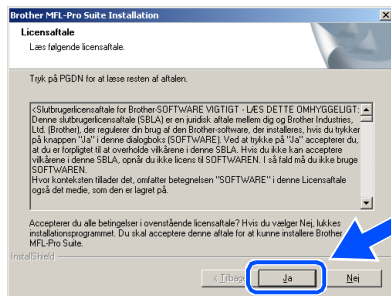 Brother MFL-Pro Suite Installation
Licensaftale
Læs følgende licensaftale.
Tryk på PGDN for at læse resten af aftalen.
<Slutbrugerlicensaftale for Brother-SOFTWARE VIGTIGT - LÆS DETTE OMHYGGELIGT:
Denne slutbrugerlicensaftale (SBLA) er en juridisk aftale mellem dig og Brother Industries,
Ltd. (Brother), der regulerer din brug af den Brother-software, der installeres, hvis du trykker
på knappen "Ja" i denne dialogboks (SOFTWARE). Ved at trykke på "Ja" accepterer du,
at du er forpligtet til at overholde vilkårene i denne SBLA. Hvis du ikke kan acceptere
vilkårene i denne SBLA, opnår du ikke licens til SOFTWAREN. I så fald må du ikke bruge
SOFTWAREN.
Hvor konteksten tillader det, omfatter betegnelsen "SOFTWARE" i denne Licensaftale
også det medie, som den er lagret på.
Accepterer du alle betingelser i ovenstående licensaftale? Hvis du vælger Nej, lukkes
installationsprogrammet. Du skal acceptere denne aftale for at kunne installere Brother
MFL-Pro Suite.
InstallShield
< Tilbage Ja Nej